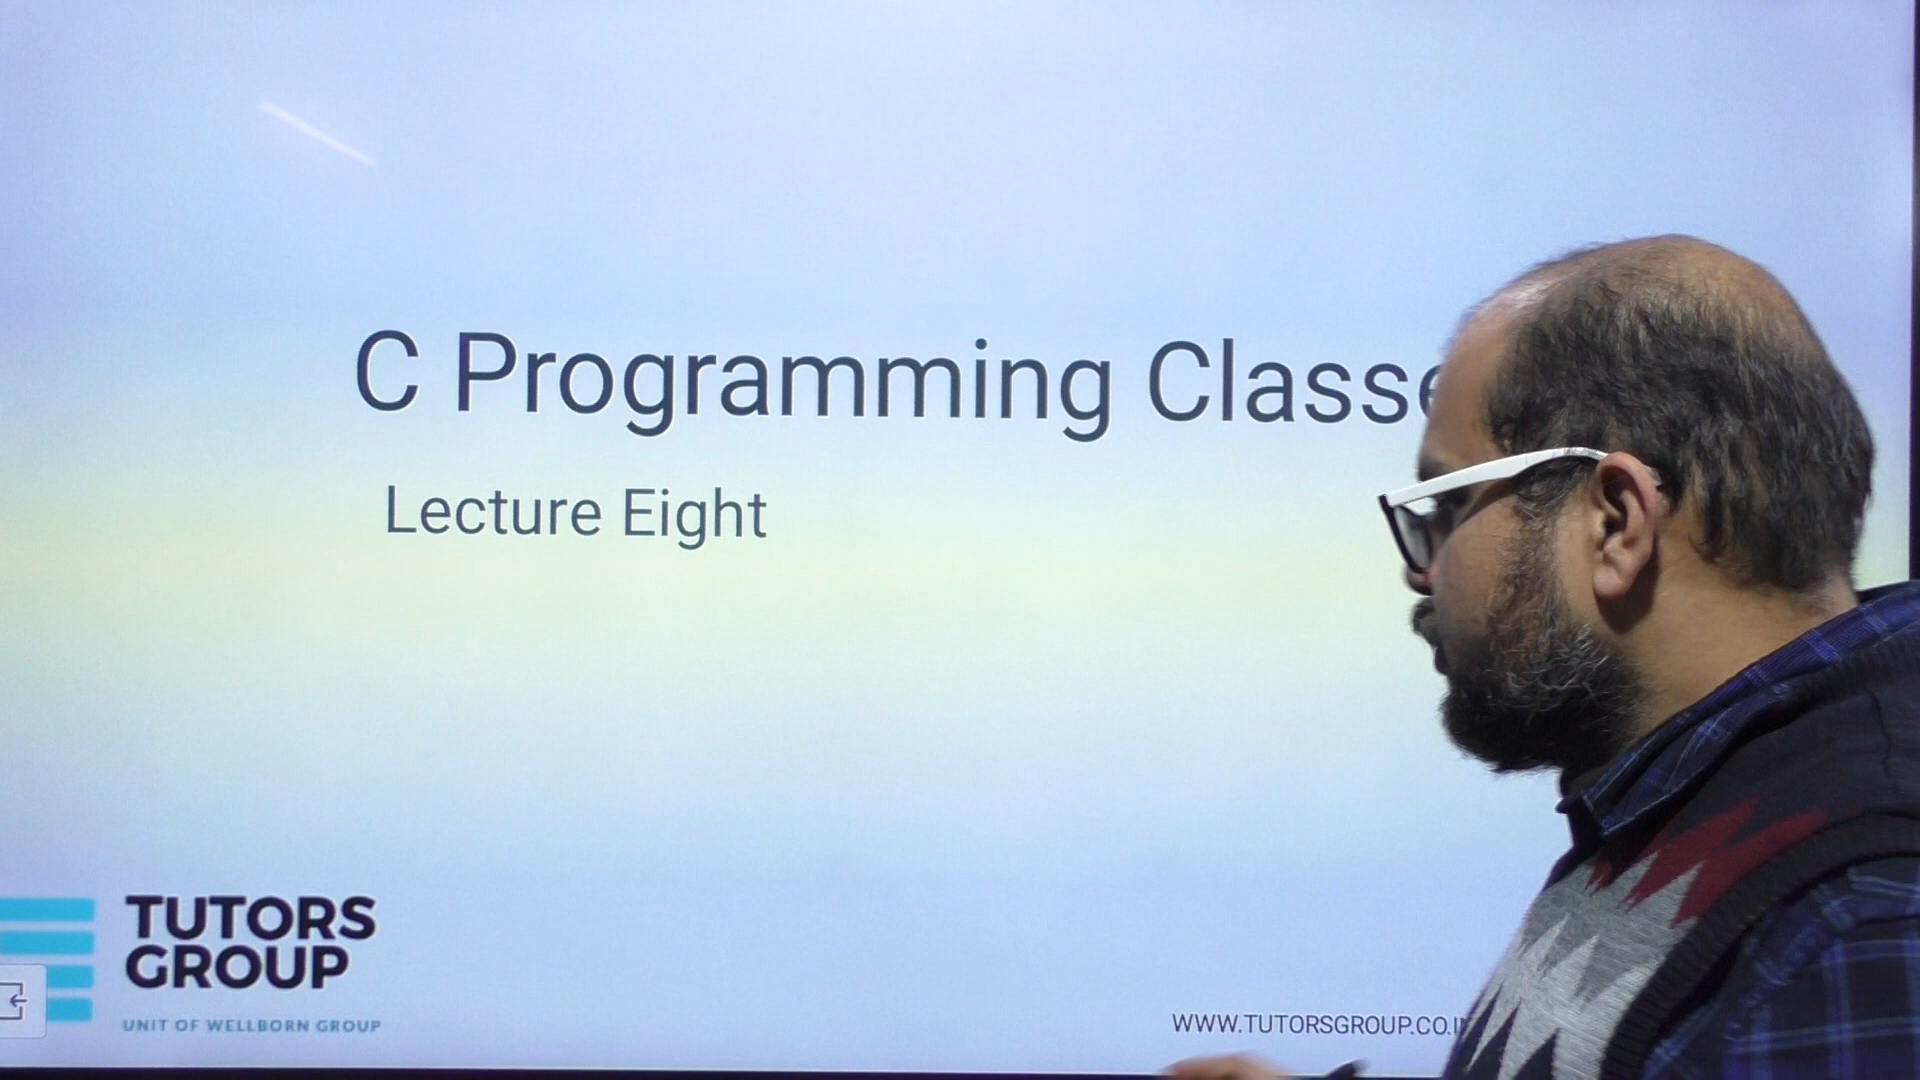 C Programming Classe
Lecture Eight
TUTORS
GROUP
UNIT OF WELLBORN GROUP
WWW.TUTORSGROUP.CO.I